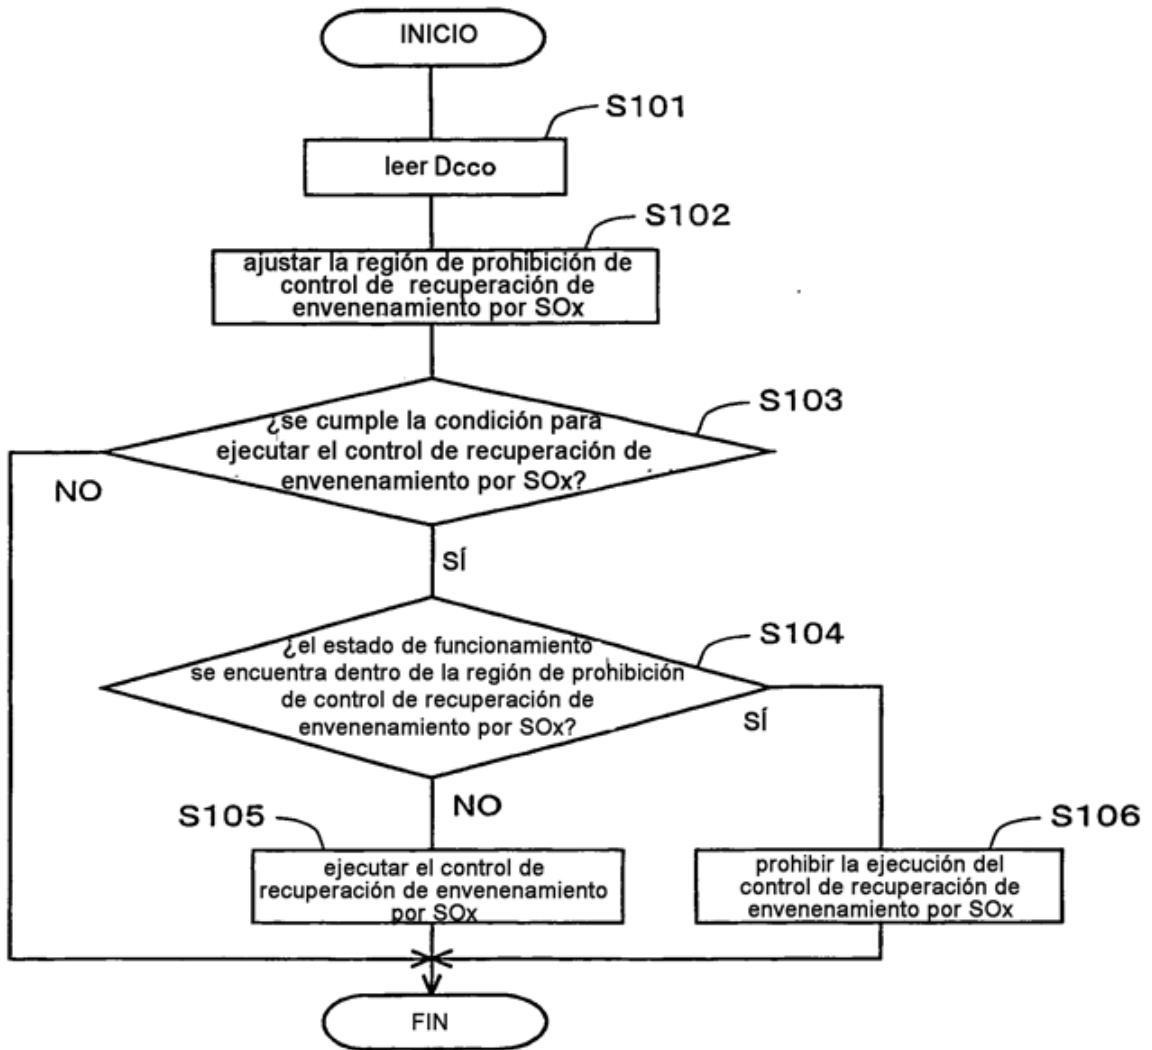 INICIO
S101
leer Dcco
S102
ajustar la región de prohibición de
control de recuperación de
envenenamiento por SOx
S103
¿se cumple la condición para
ejecutar el control de recuperación de
envenenamiento por SOx?
NO
SÍ
S104
¿el estado de funcionamiento
se encuentra dentro de la región de prohibición
de control de recuperación de
envenenamiento por SOx?
SÍ
NO
S105
ejecutar el control de
recuperación de envenenamiento
por SOx
S106
prohibir la ejecución del
control de recuperación de
envenenamiento por SOx
FIN